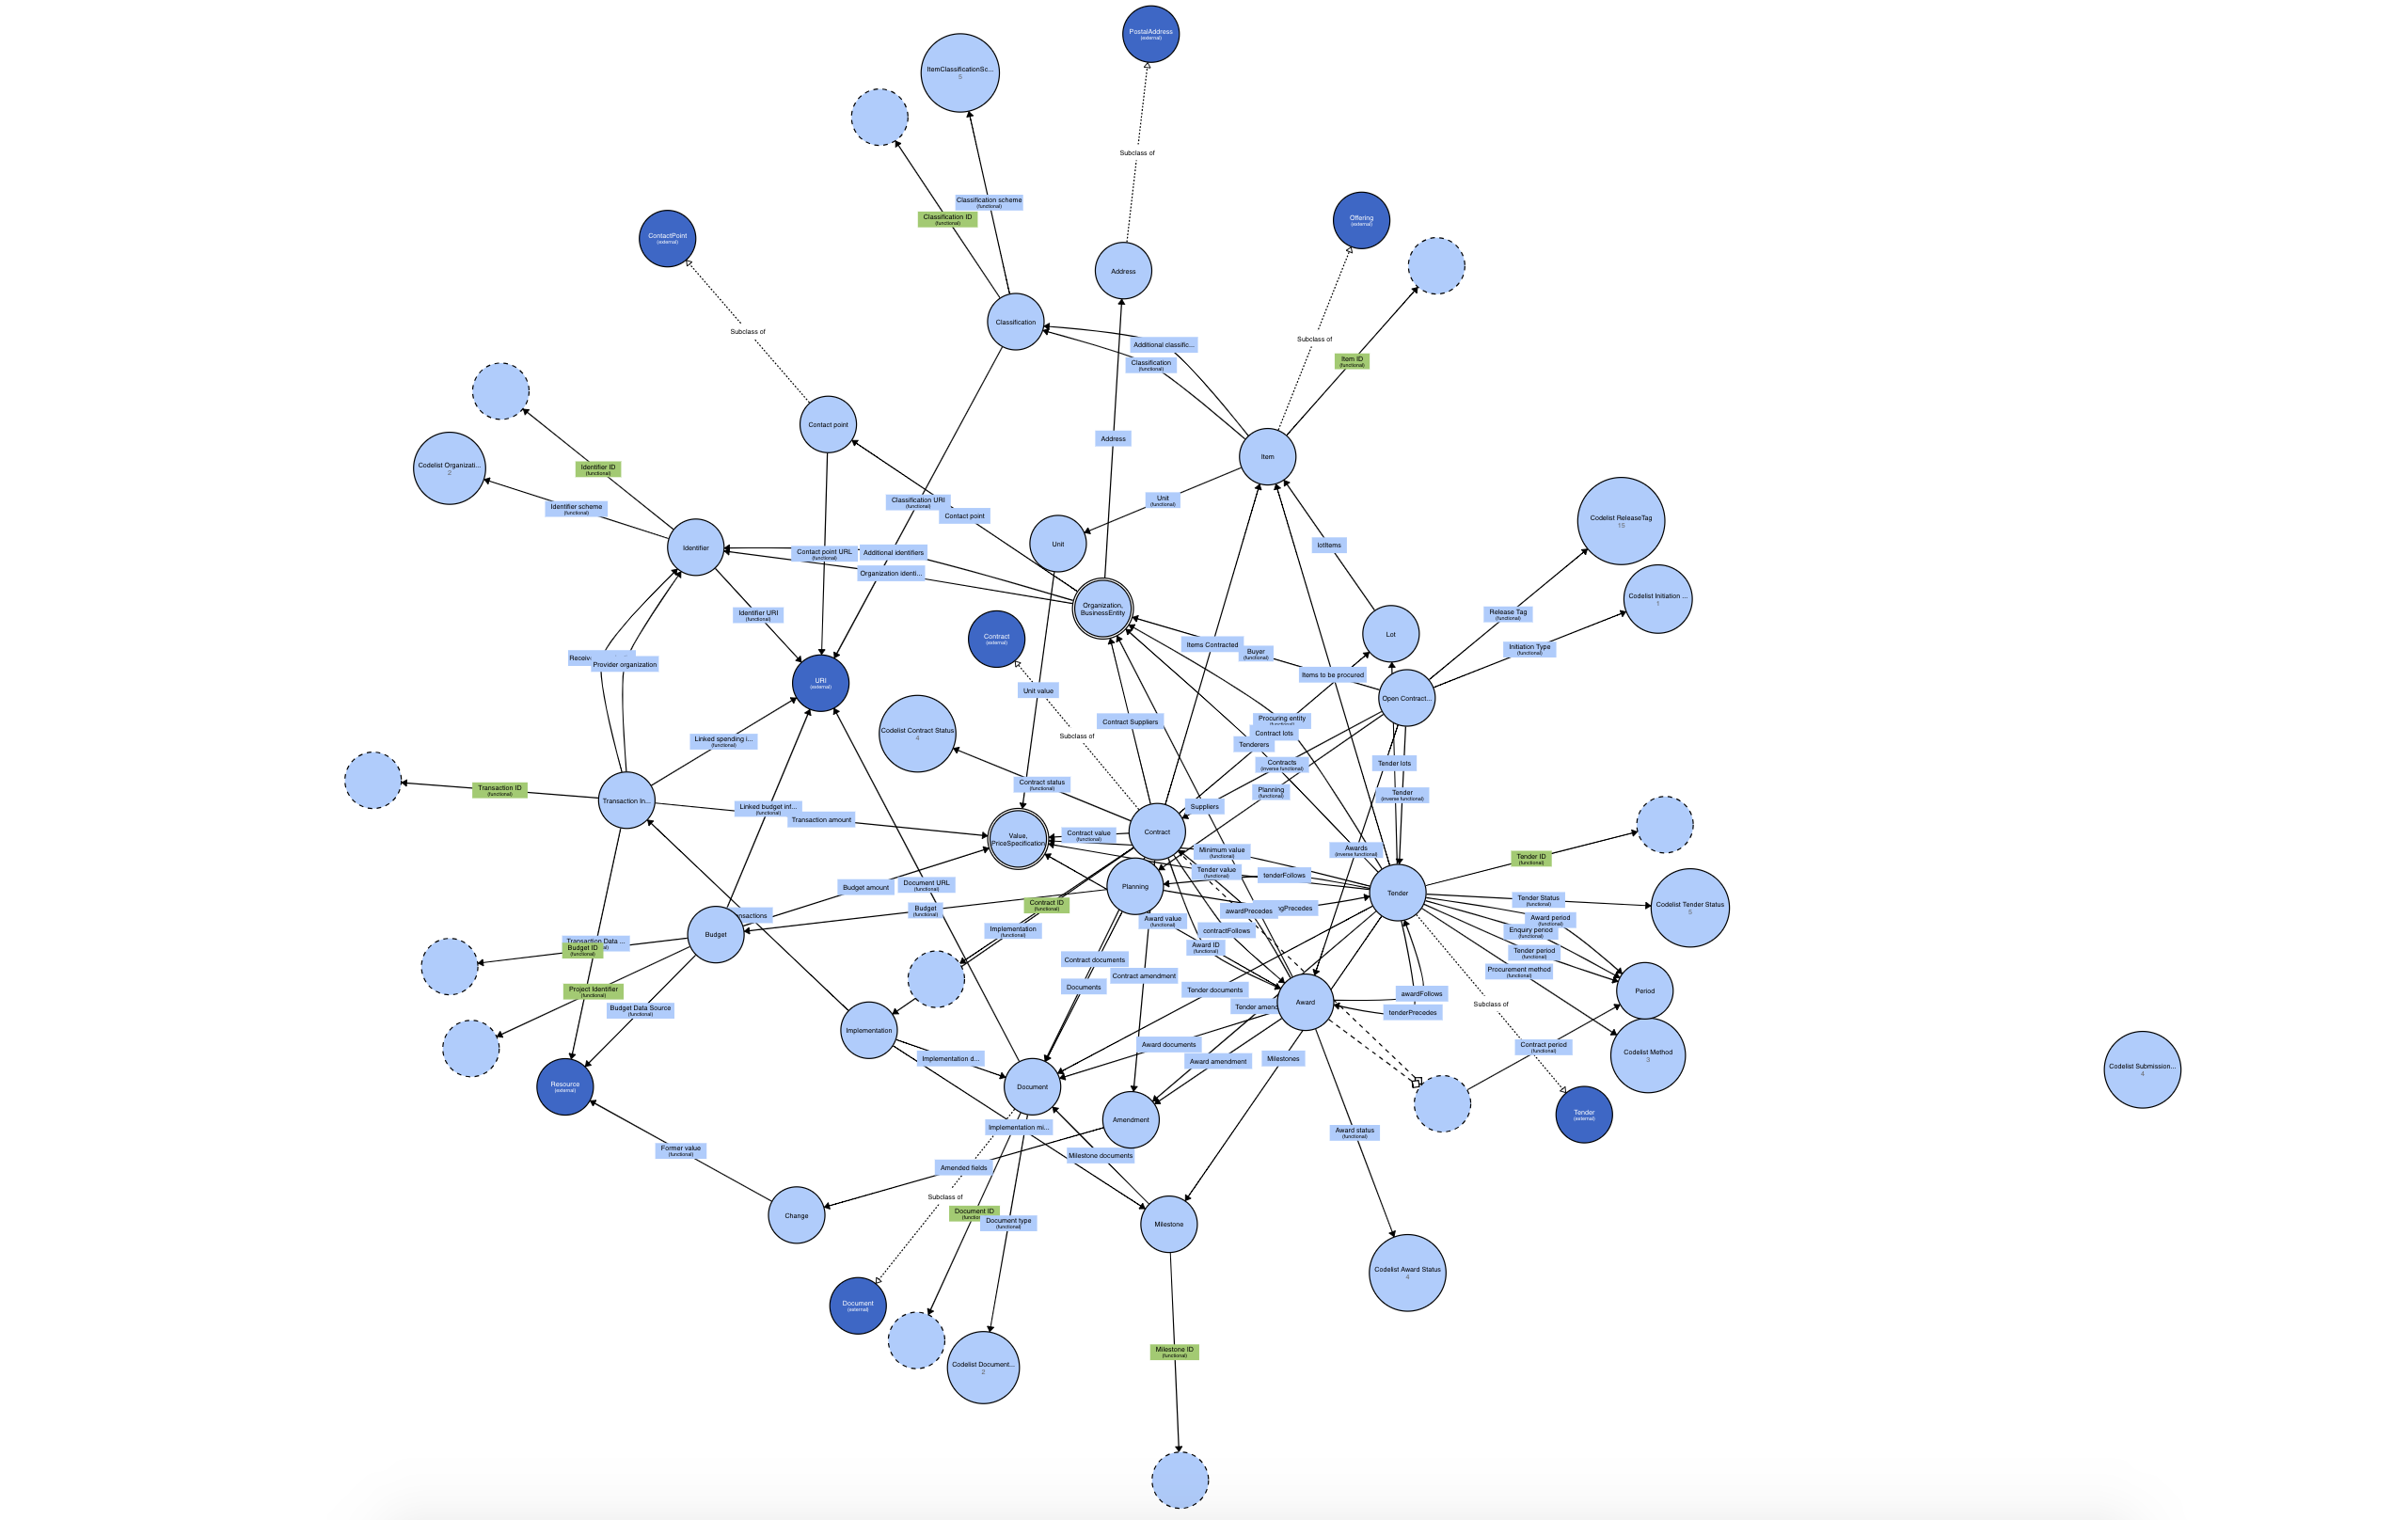 PostalAddress
(external)
ItemClassificationSc...
5
Subclass of
Classification scheme
(functional)
Classification ID
(functional)
Offering
(external)
ContactPoint
(external)
Address
Classification
Subclass of
Subclass of
Additional classific...
Classification
(functional)
Item ID
(functional)
Contact point
Address
Item
Codelist Organizati...
2
Identifier ID
(functional)
Identifier scheme
(functional)
Classification URI
(functional)
Contact point
Unit
(functional)
Codelist ReleaseTag
15
Identifier
Contact point URL
(functional)
Additional identifiers
Organization identi...
Unit
lotItems
Identifier URI
(functional)
Organization,
BusinessEntity
Codelist Initiation ...
1
Release Tag
(functional)
Contract
(external)
Lot
Items Contracted
Buyer
(functional)
Initiation Type
(functional)
Provider organization
URI
(external)
Items to be procured
Unit value
Open Contract...
Codelist Contract Status
4
Contract Suppliers
Procuring entity
Contract lots
Tenderers
Subclass of
Linked spending i...
(functional)
Contracts
(inverse functional)
Tender lots
Transaction ID
(functional)
Transaction In...
Contract status
(functional)
Planning
(functional)
Tender
(inverse functional)
Linked budget inf...
(functional)
Transaction amount
Suppliers
Value,
PriceSpecification
Contract value
(functional)
Contract
Minimum value
(functional)
Awards
(inverse functional)
Tender ID
(functional)
Tender value
(functional)
tenderFollows
Budget amount
Document URL
(functional)
Planning
Tender
Tender Status
(functional)
Codelist Tender Status
5
Contract ID
(functional)
Budget
(functional)
awardPrecedes
Award value
(functional)
Award period
(functional)
Enquiry period
(functional)
Budget
Implementation
(functional)
contractFollows
Award ID
(functional)
Tender period
(functional)
Transaction Data ...
Budget ID
(functional)
Contract documents
Contract amendment
Procurement method
(functional)
Documents
Tender documents
Project Identifier
(functional)
Budget Data Source
(functional)
Award
awardFollows
tenderPrecedes
Period
Subclass of
Implementation
Implementation d...
Award documents
Award amendment
Milestones
Contract period
(functional)
Codelist Method
3
Codelist Submission...
4
Resource
(external)
Document
Amendment
Tender
(external)
Implementation mi...
Award status
(functional)
Former value
(functional)
Amended fields
Milestone documents
Subclass of
Change
Document ID
Document type
(functional)
Milestone
Codelist Award Status
4
Document
(external)
Codelist Document...
2
Milestone ID
(functional)